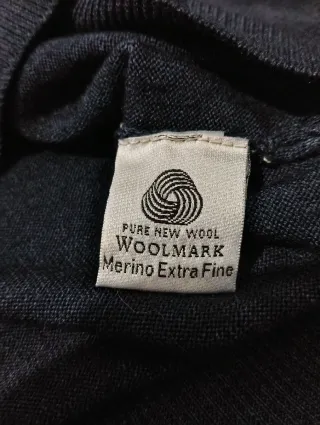 PURE NEW WOOL
WOOLMARK
Merino Extra Fine